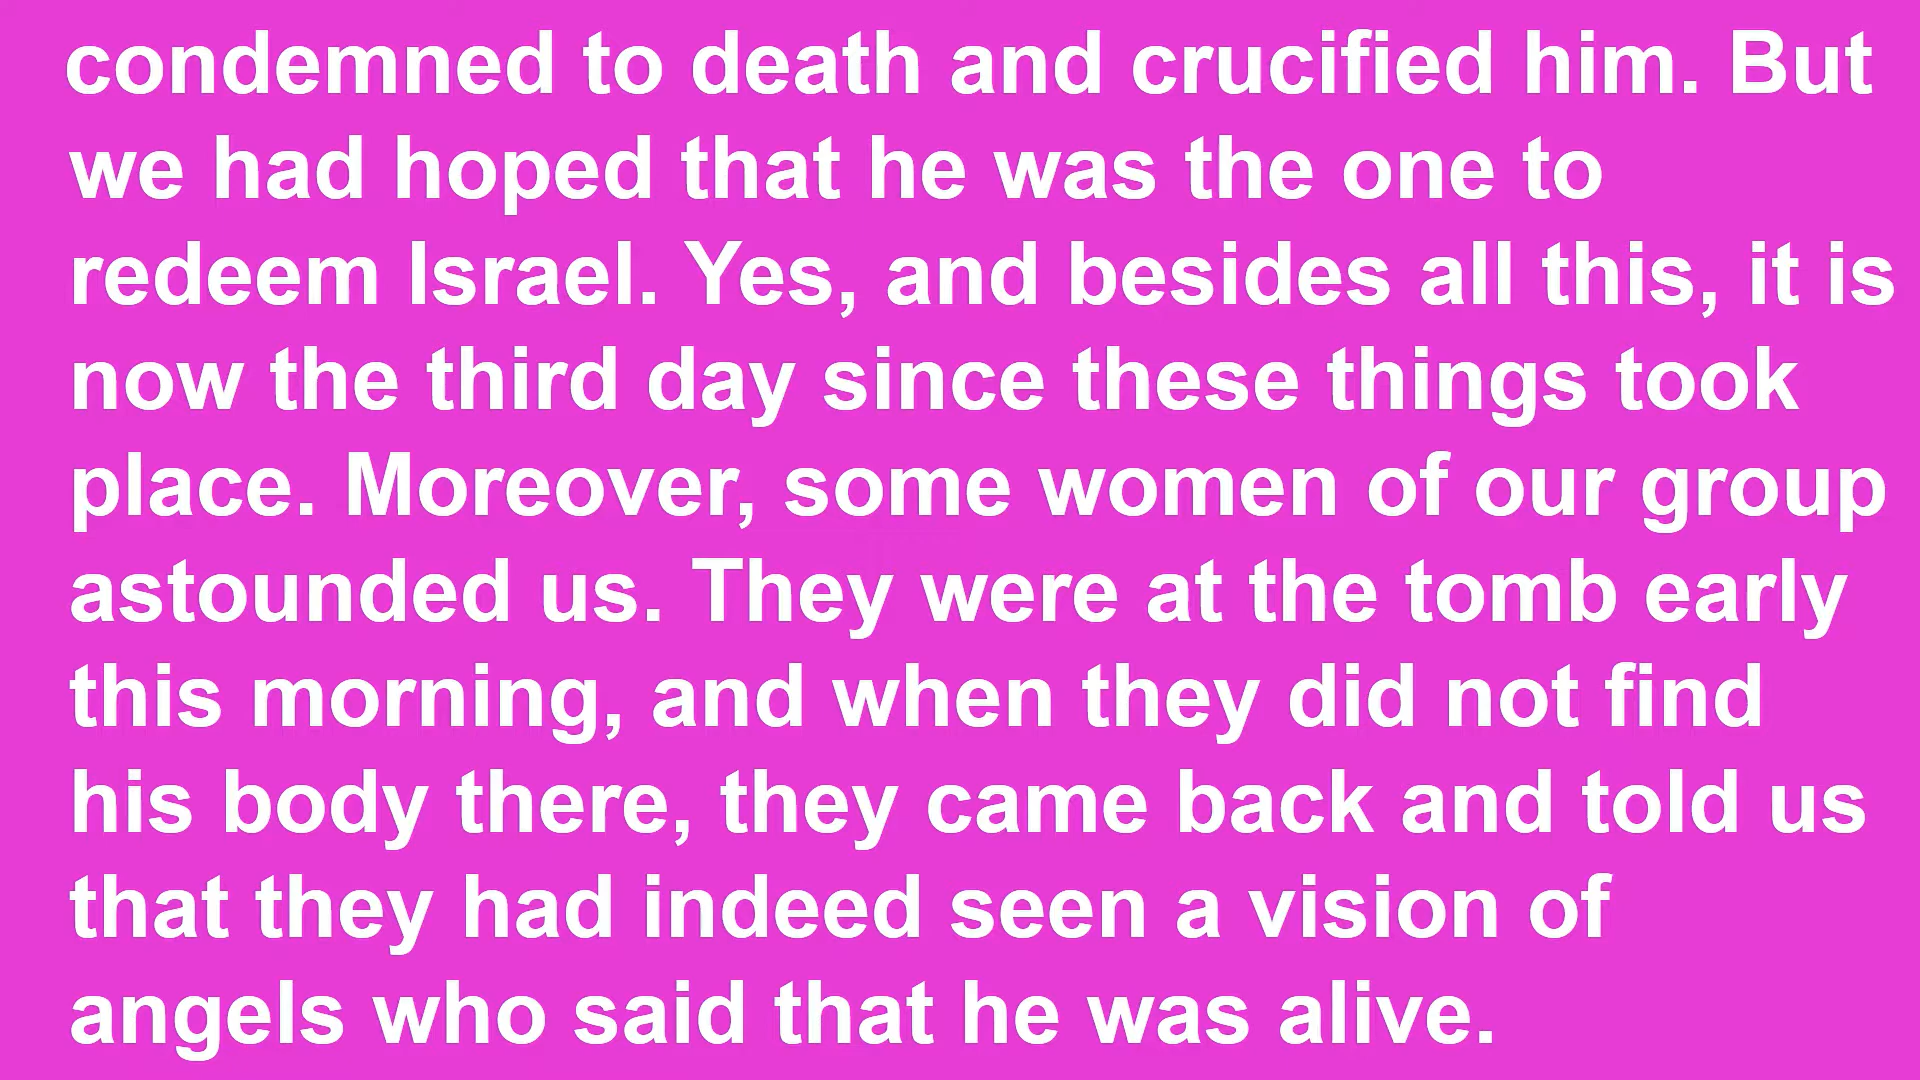 condemned to death and crucified him. But
we had hoped that he was the one to
redeem Israel. Yes, and besides all this, it is
now the third day since these things took
place. Moreover, some women of our group
astounded us. They were at the tomb early
this morning, and when they did not find
his body there, they came back and told us
that they had indeed seen a vision of
angels who said that he was alive.